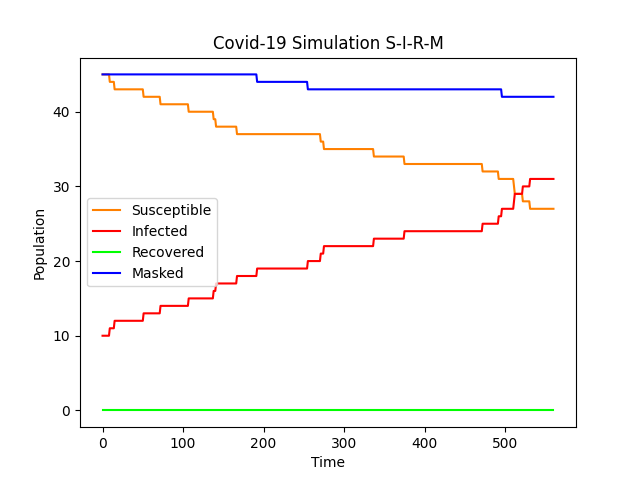 Covid-19 Simulation S-I-R-M
Population
40
30
20
10
0
Susceptible
Infected
Recovered
Masked
0 100 200 300 400 500
Time